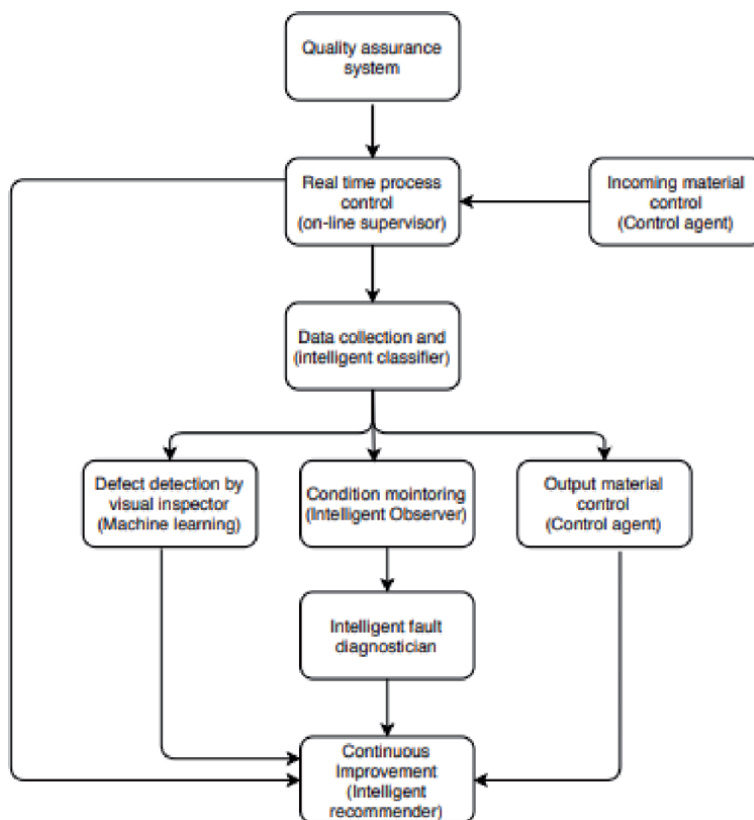 Quality assurance
system
Real time process
control
(on-line supervisor)
Incoming material
control
(Control agent)
Data collection and
(intelligent classifier)
Defect detection by
visual inspector
(Machine learning)
Condition mointoring
(Intelligent Observer)
Output material
control
(Control agent)
Intelligent fault
diagnostician
Continuous
Improvement
(Intelligent
recommender)